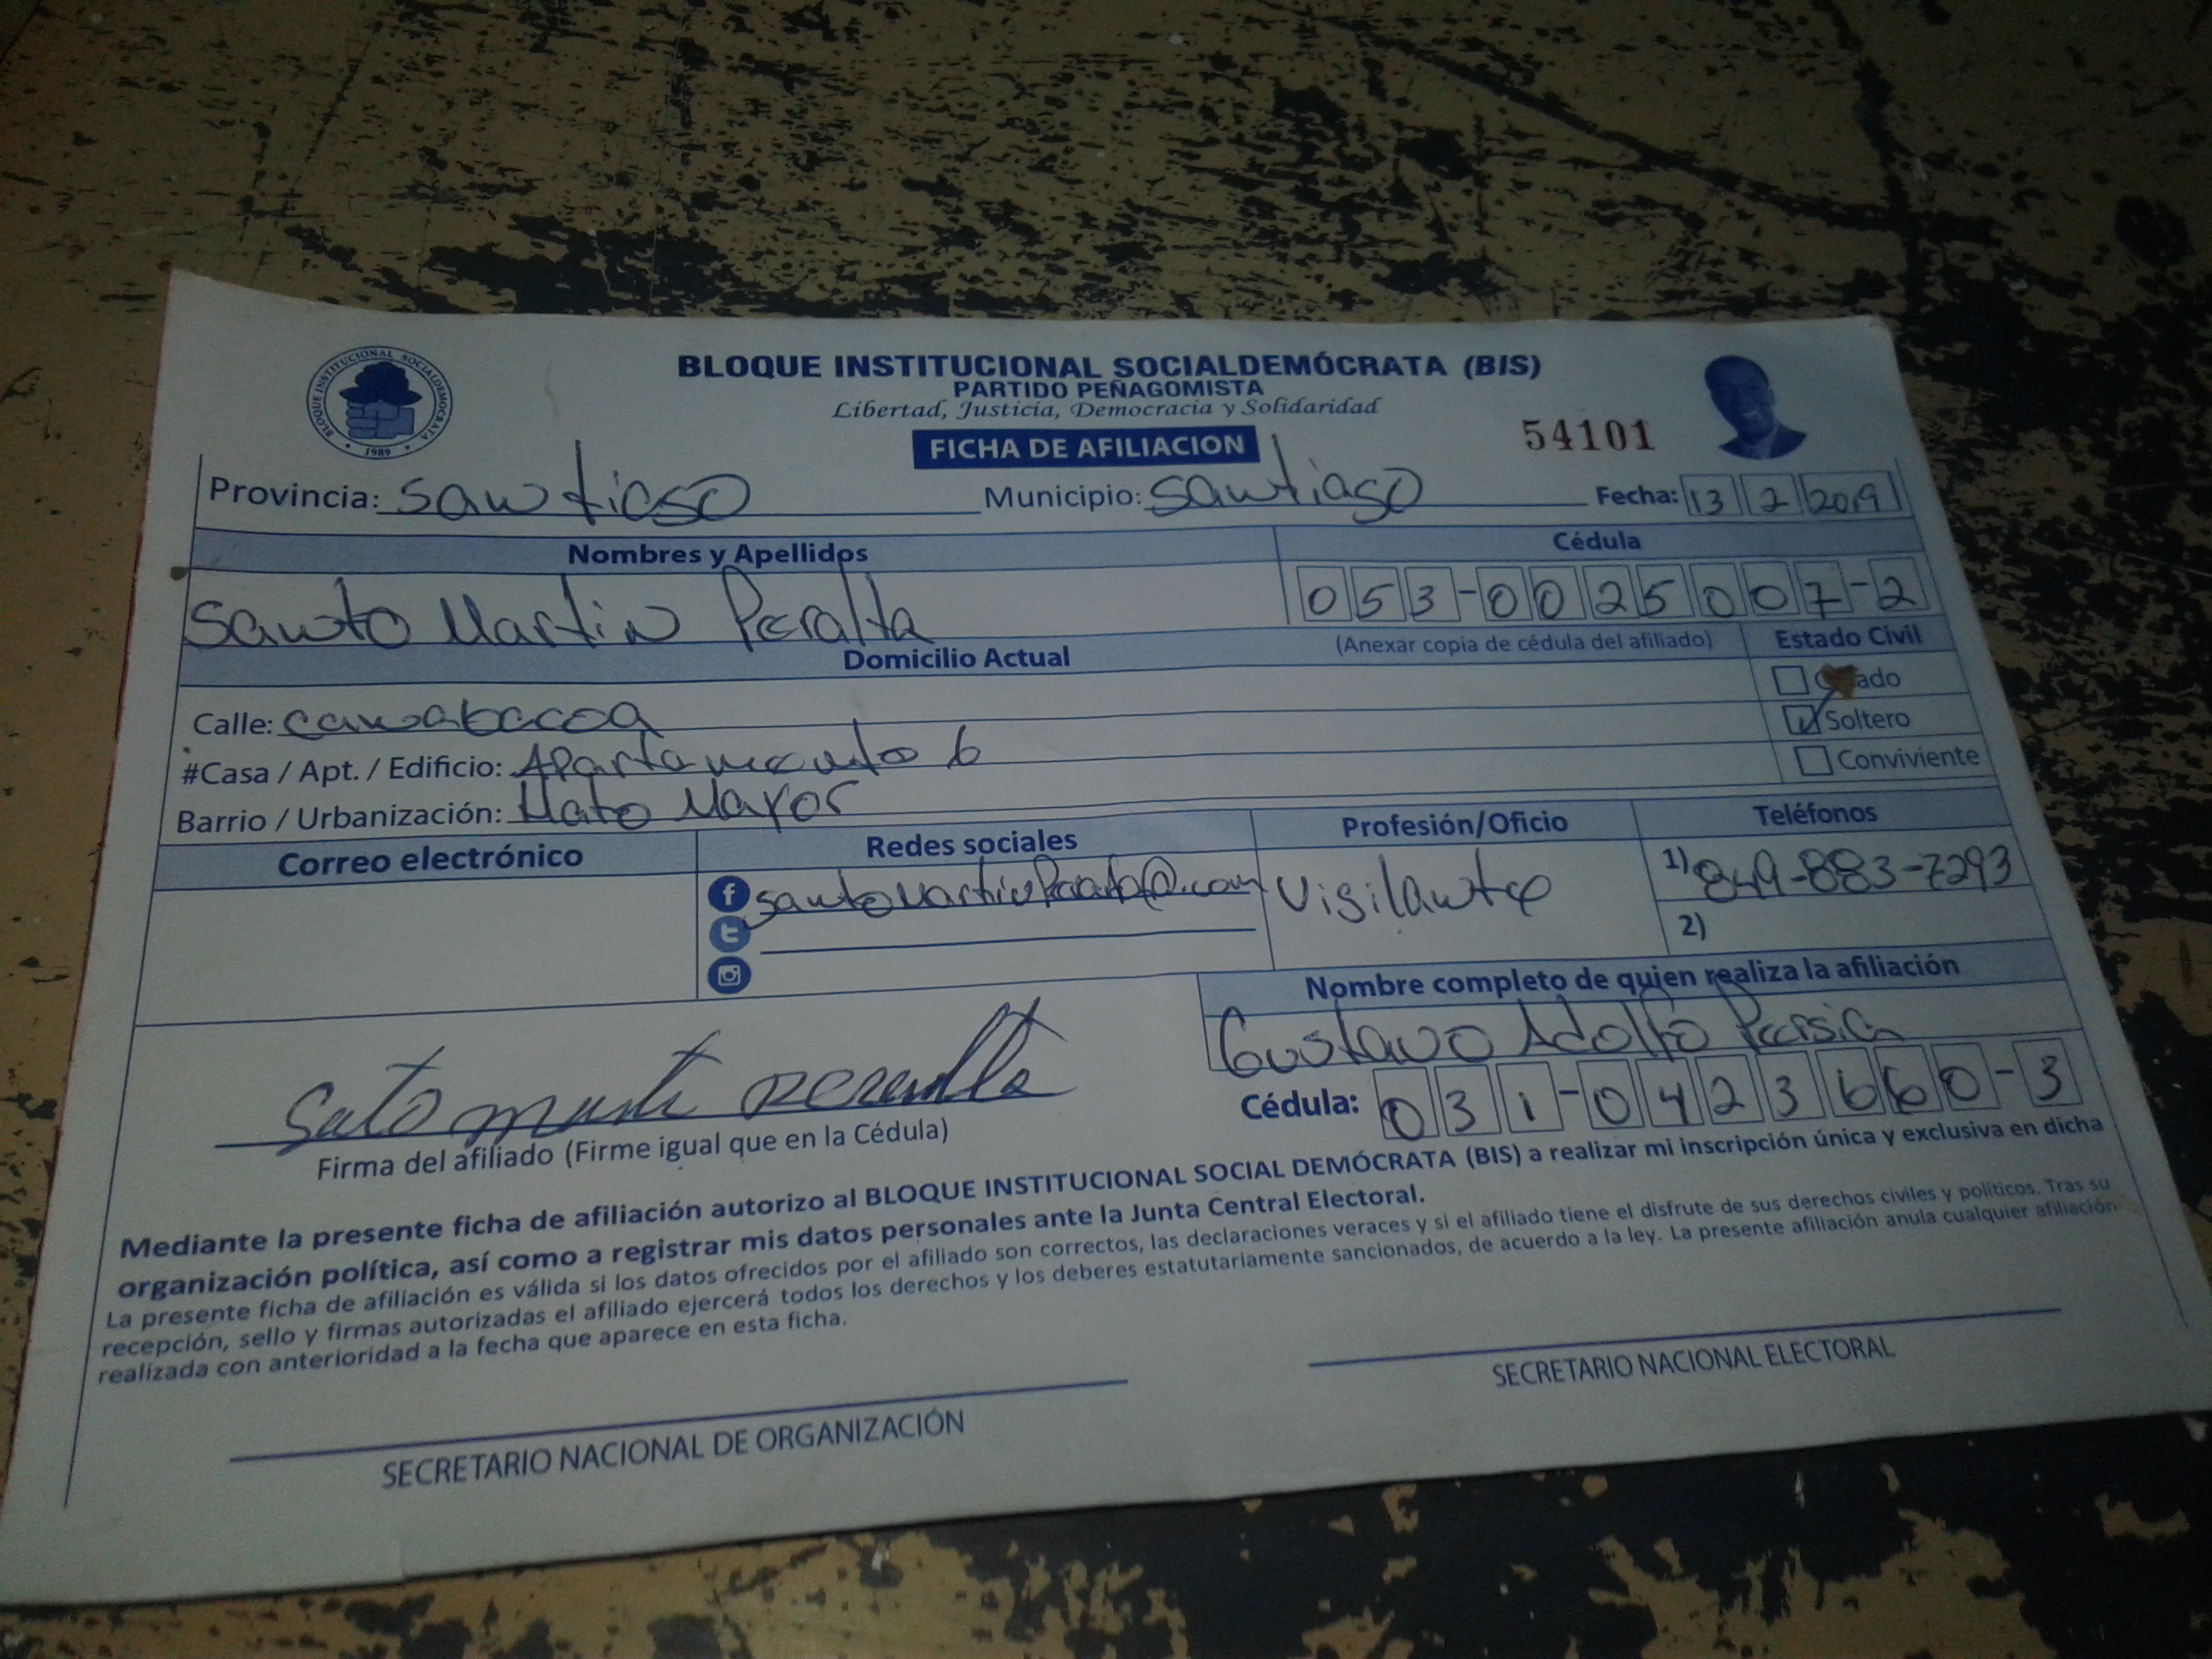 BLOQUE INSTITUCIONAL SOCIALDEMÓCRATA (BIS)
PARTIDO PEÑAGOMISTA
Libertad, Justicia, Democracia y Solidaridad
BLOQUE INSTITUCIONAL SOCIALDEMOCRATA
1989
FICHA DE AFILIACION
54101
Provincia: Santiago Municipio: Santiago Fecha: 13 2 2019
Nombres y Apellidos Cédula
Santo Martin Peralta 053-0025007-2
Domicilio Actual (Anexar copia de cédula del afiliado) Estado Civil
Calle: canabacoa
#Casa / Apt. / Edificio: Apartamento 6 Soltero
Barrio / Urbanización: Hato Mayor Conviviente
Correo electrónico Redes sociales Profesión/Oficio Teléfonos
f santoMartinPeralta@.com Vigilante 1) 849-883-7293
2)
Nombre completo de quien realiza la afiliación
Gustavo Adolfo
Cédula: 031-0423660-3
Firma del afiliado (Firme igual que en la Cédula)
Mediante la presente ficha de afiliación autorizo al BLOQUE INSTITUCIONAL SOCIAL DEMÓCRATA (BIS) a realizar mi inscripción única y exclusiva en dicha
organización política, así como a registrar mis datos personales ante la Junta Central Electoral.
La presente ficha de afiliación es válida si los datos ofrecidos por el afiliado son correctos, las declaraciones veraces y si el afiliado tiene el disfrute de sus derechos civiles y políticos. Tras su
recepción, sello y firmas autorizadas el afiliado ejercerá todos los derechos y los deberes estatutariamente sancionados, de acuerdo a la ley. La presente afiliación anula cualquier afiliación
realizada con anterioridad a la fecha que aparece en esta ficha.
SECRETARIO NACIONAL DE ORGANIZACIÓN SECRETARIO NACIONAL ELECTORAL